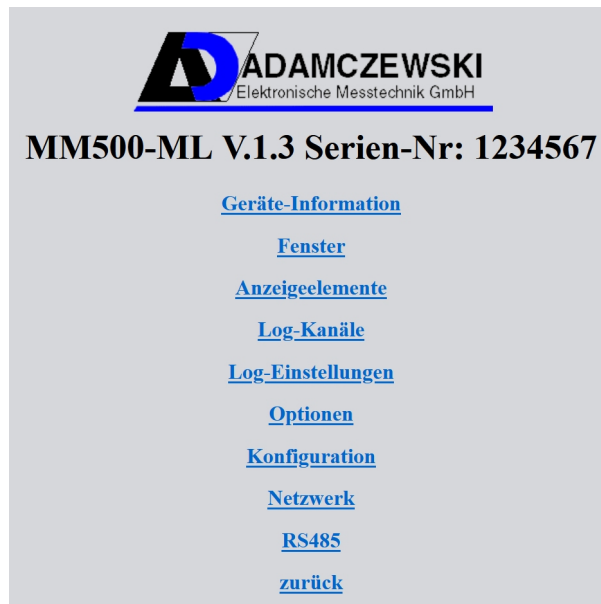 ADAMCZEWSKI
Elektronische Messtechnik GmbH
MM500-ML V.1.3 Serien-Nr: 1234567
Geräte-Information
Fenster
Anzeigeelemente
Log-Kanäle
Log-Einstellungen
Optionen
Konfiguration
Netzwerk
RS485
zurück